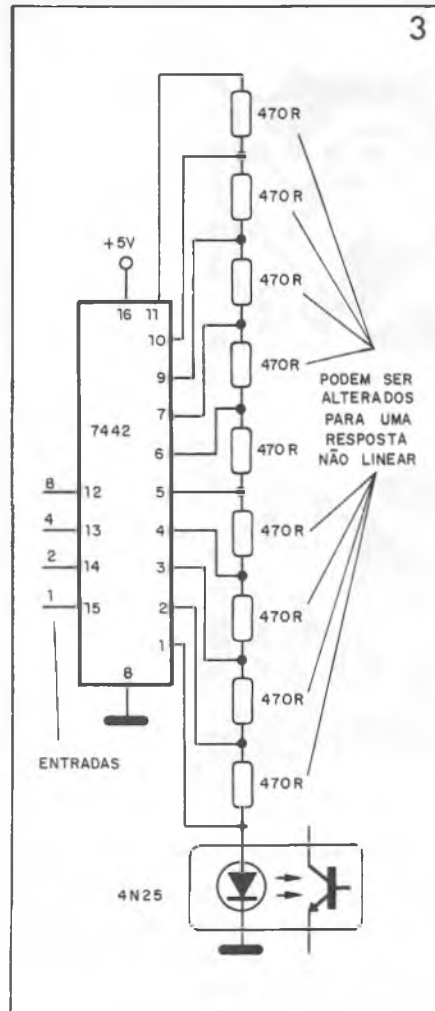 3
470R
470R
+5V
470R
16 11
10
9
470R
7
PODEM SER
ALTERADOS
PARA UMA
RESPOSTA
NÃO LINEAR
7442
6
470R
8 12
5
4 13
4
470R
2 14
3
1 15
2
470R
1
8
470R
ENTRADAS
470R
4N25